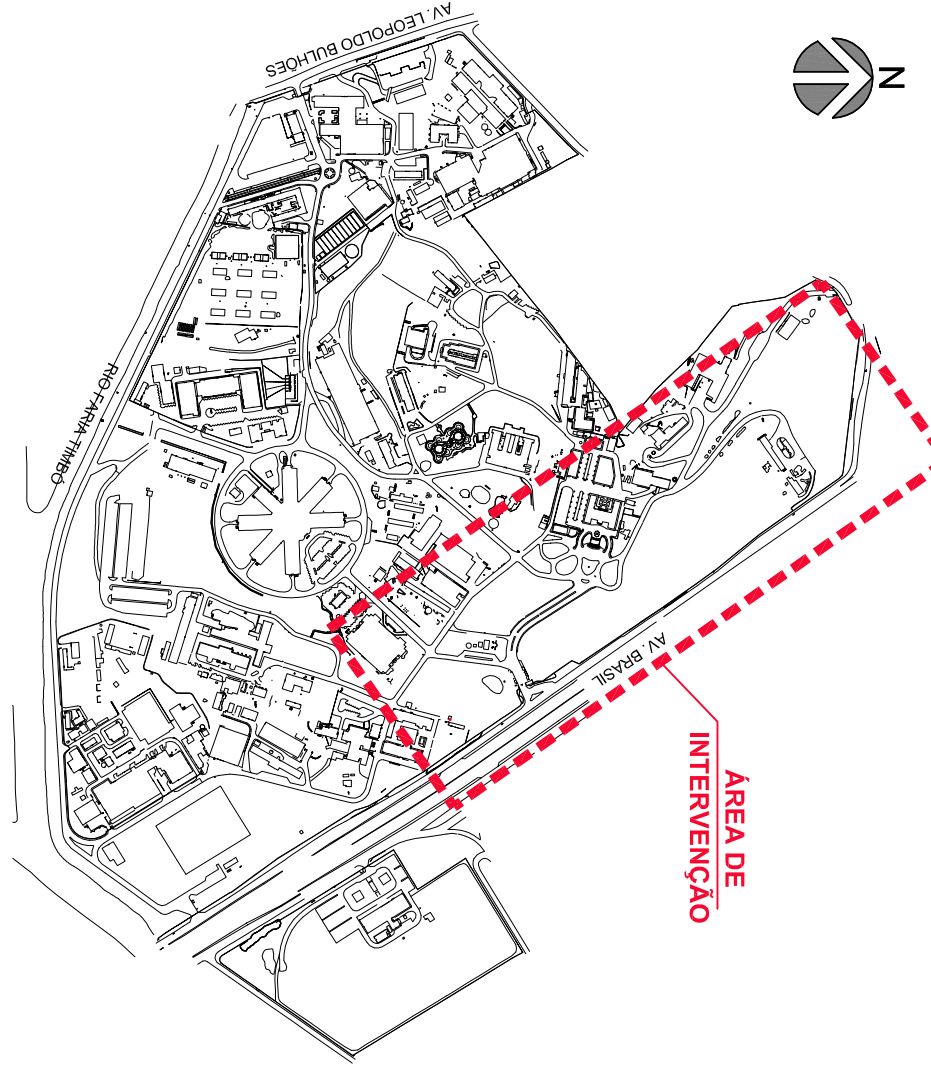 AV. LEOPOLDO BULHÕES
N
RIO FARIA TIMBÓ
AV. BRASIL
ÁREA DE
INTERVENÇÃO